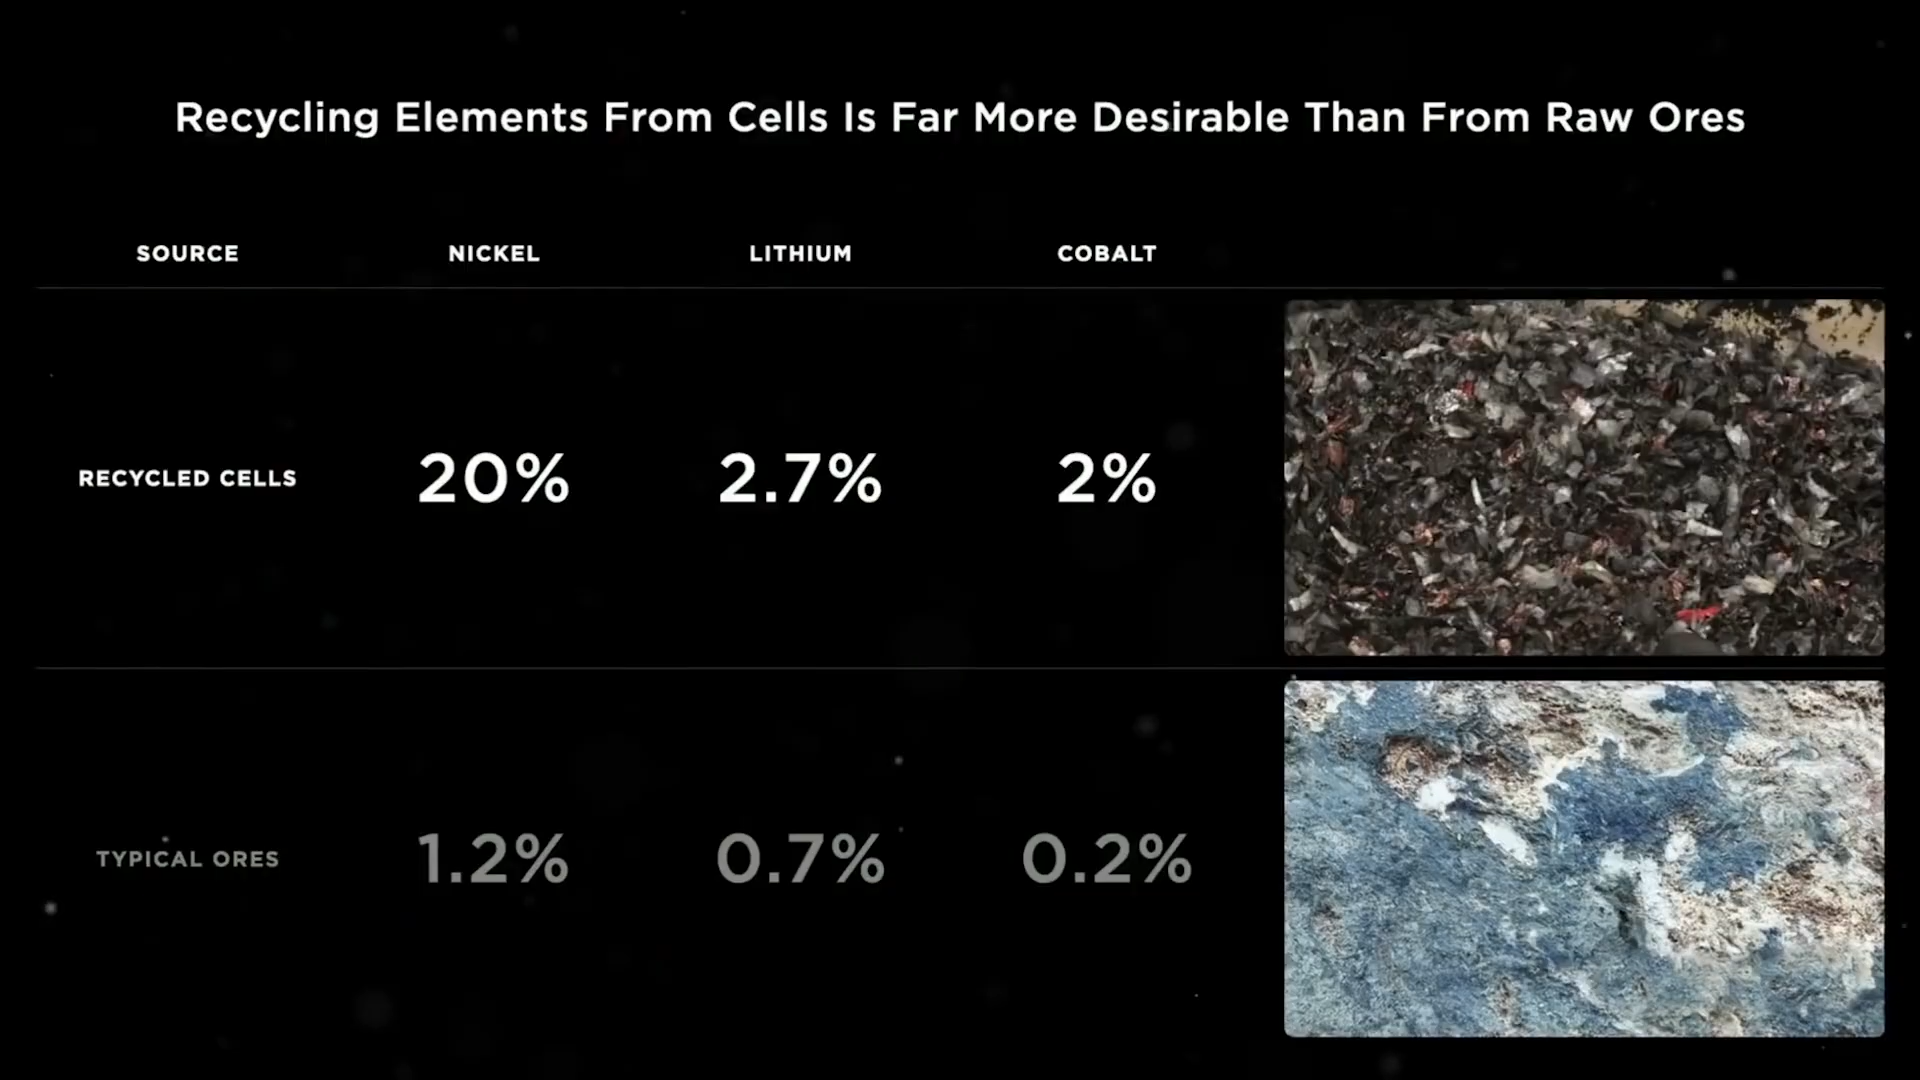 Recycling Elements From Cells Is Far More Desirable Than From Raw Ores
SOURCE NICKEL LITHIUM COBALT
RECYCLED CELLS 20% 2.7% 2%
TYPICAL ORES 1.2% 0.7% 0.2%